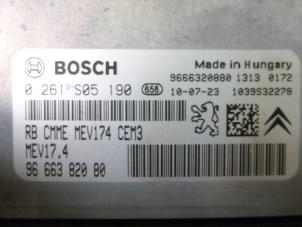 BOSCH
Made in Hungary
9666320880 1313 0172
0 261 S05 190 658 10-07-23 1039S32278
RB CMME MEV174 CEM3
MEV17.4
96 663 820 80